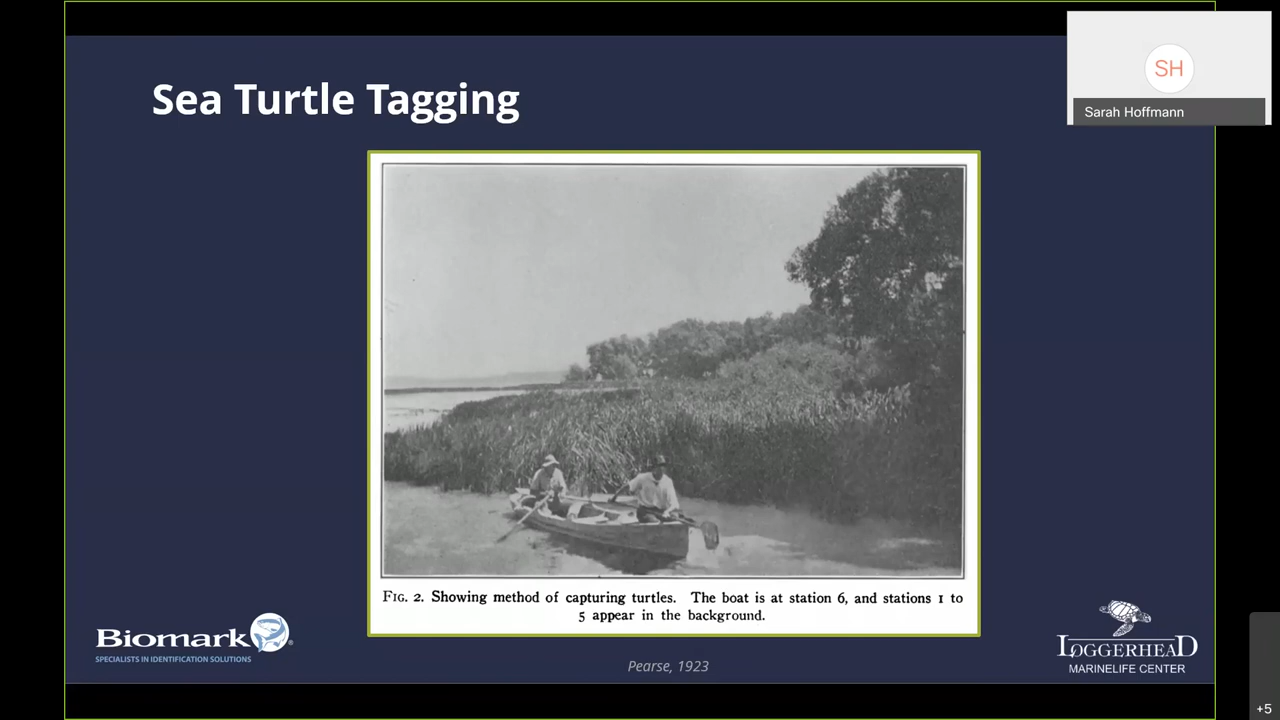 Sea Turtle Tagging
SH
Sarah Hoffmann
FIG. 2. Showing method of capturing turtles. The boat is at station 6, and stations 1 to
5 appear in the background.
Biomark®
SPECIALISTS IN IDENTIFICATION SOLUTIONS
Pearse, 1923
LOGGERHEAD
MARINELIFE CENTER
+5